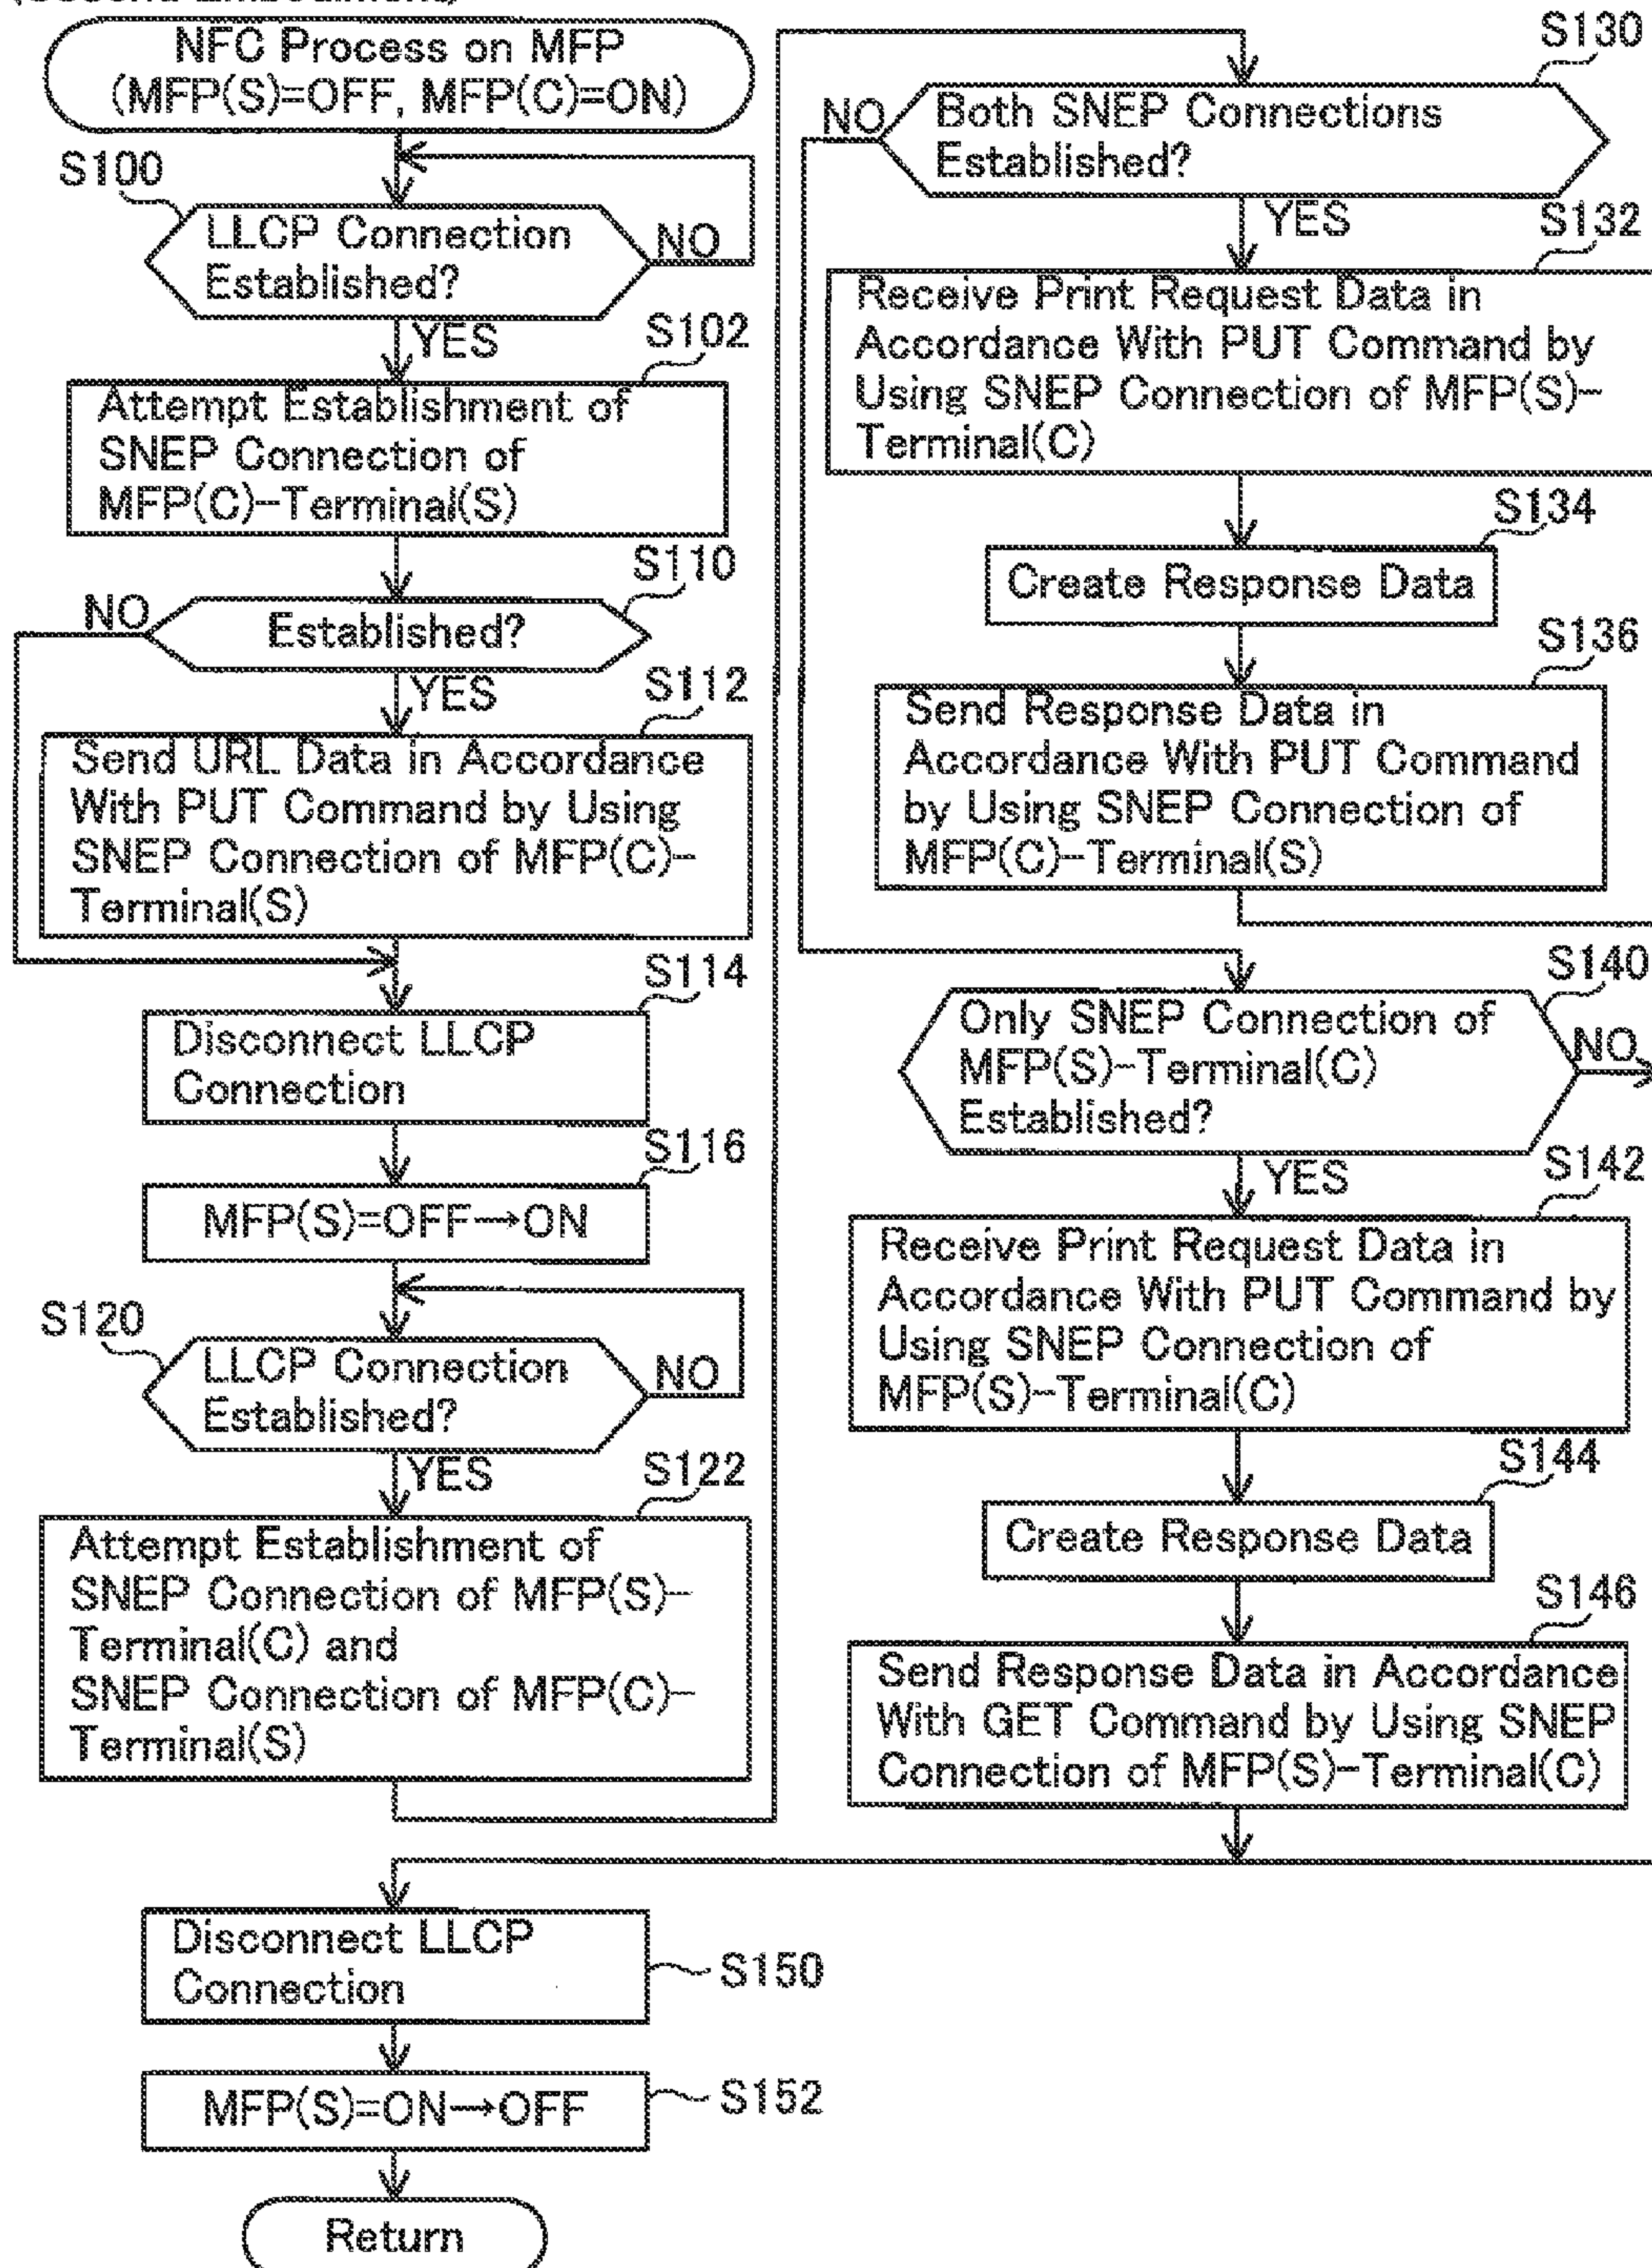 NFC Process on MFP
(MFP(S)=OFF, MFP(C)=ON)
S100
LLCP Connection
Established?
NO
YES
S102
Attempt Establishment of
SNEP Connection of
MFP(C)-Terminal(S)
S110
NO
Established?
YES
S112
Send URL Data in Accordance
With PUT Command by Using
SNEP Connection of MFP(C)-
Terminal(S)
S114
Disconnect LLCP
Connection
S116
MFP(S)=OFF→ON
S120
LLCP Connection
Established?
NO
YES
S122
Attempt Establishment of
SNEP Connection of MFP(S)-
Terminal(C) and
SNEP Connection of MFP(C)-
Terminal(S)
S130
NO
Both SNEP Connections
Established?
YES
S132
Receive Print Request Data in
Accordance With PUT Command by
Using SNEP Connection of MFP(S)-
Terminal(C)
S134
Create Response Data
S136
Send Response Data in
Accordance With PUT Command
by Using SNEP Connection of
MFP(C)-Terminal(S)
S140
Only SNEP Connection of
MFP(S)-Terminal(C)
Established?
NO
YES
S142
Receive Print Request Data in
Accordance With PUT Command by
Using SNEP Connection of
MFP(S)-Terminal(C)
S144
Create Response Data
S146
Send Response Data in Accordance
With GET Command by Using SNEP
Connection of MFP(S)-Terminal(C)
Disconnect LLCP
Connection
S150
MFP(S)=ON→OFF
S152
Return